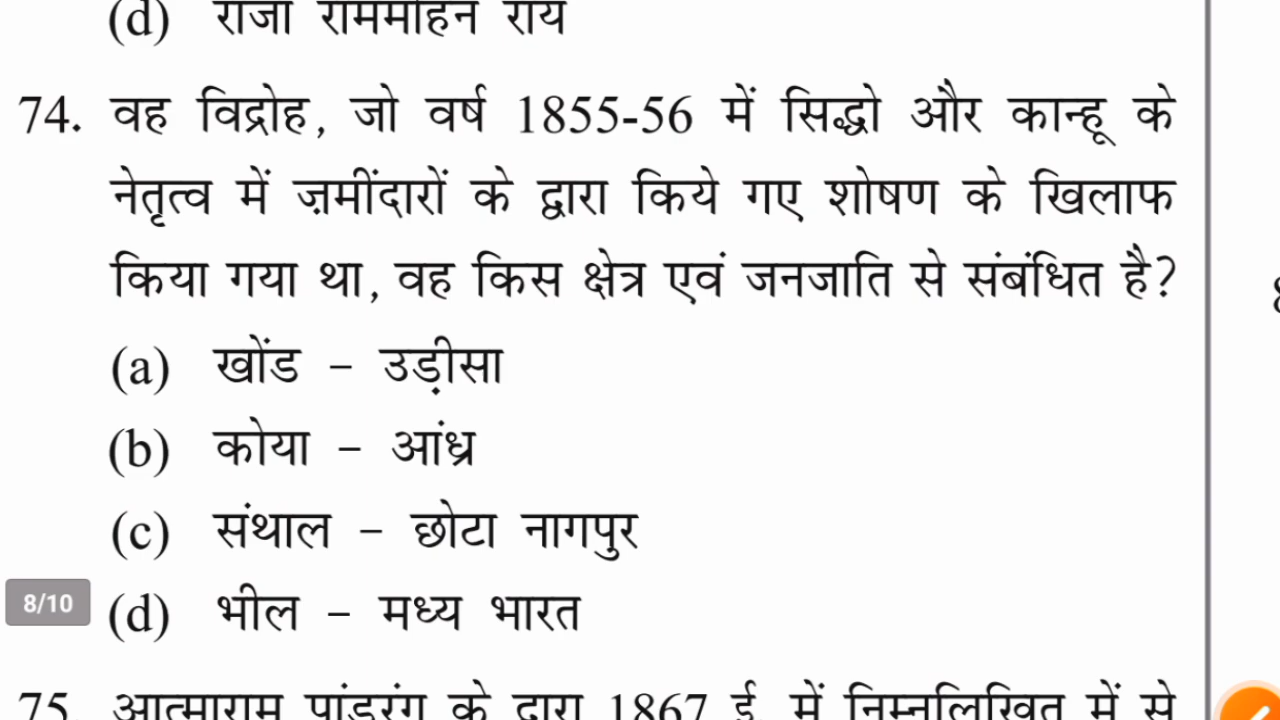 (d) राजा राममोहन राय
74. वह विद्रोह, जो वर्ष 1855-56 में सिद्धो और कान्हू के
नेतृत्व में ज़मींदारों के द्वारा किये गए शोषण के खिलाफ
किया गया था, वह किस क्षेत्र एवं जनजाति से संबंधित है?
(a) खोंड – उड़ीसा
(b) कोया – आंध्र
(c) संथाल – छोटा नागपुर
8/10
(d) भील – मध्य भारत
75. आत्माराम पांडुरंग के द्वारा 1867 ई. में निम्नलिखित में से